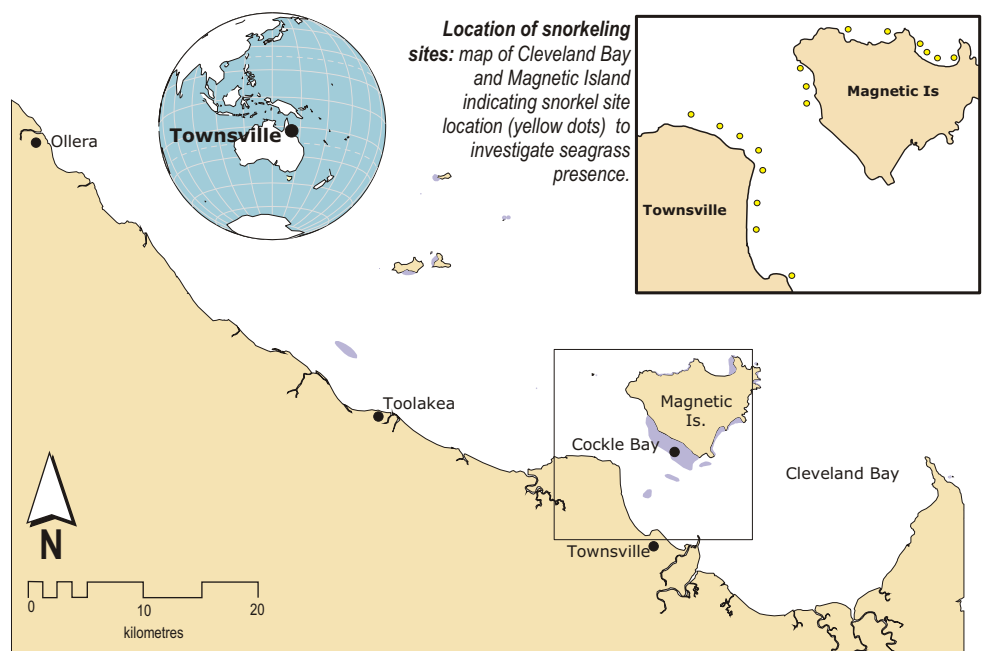 Location of snorkeling
sites: map of Cleveland Bay
and Magnetic Island
indicating snorkel site
location (yellow dots) to
investigate seagrass
presence.
Townsville
Magnetic Is
Townsville
Ollera
Toolakea
Magnetic
Is.
Cockle Bay
Cleveland Bay
Townsville
N
0
10
20
kilometres